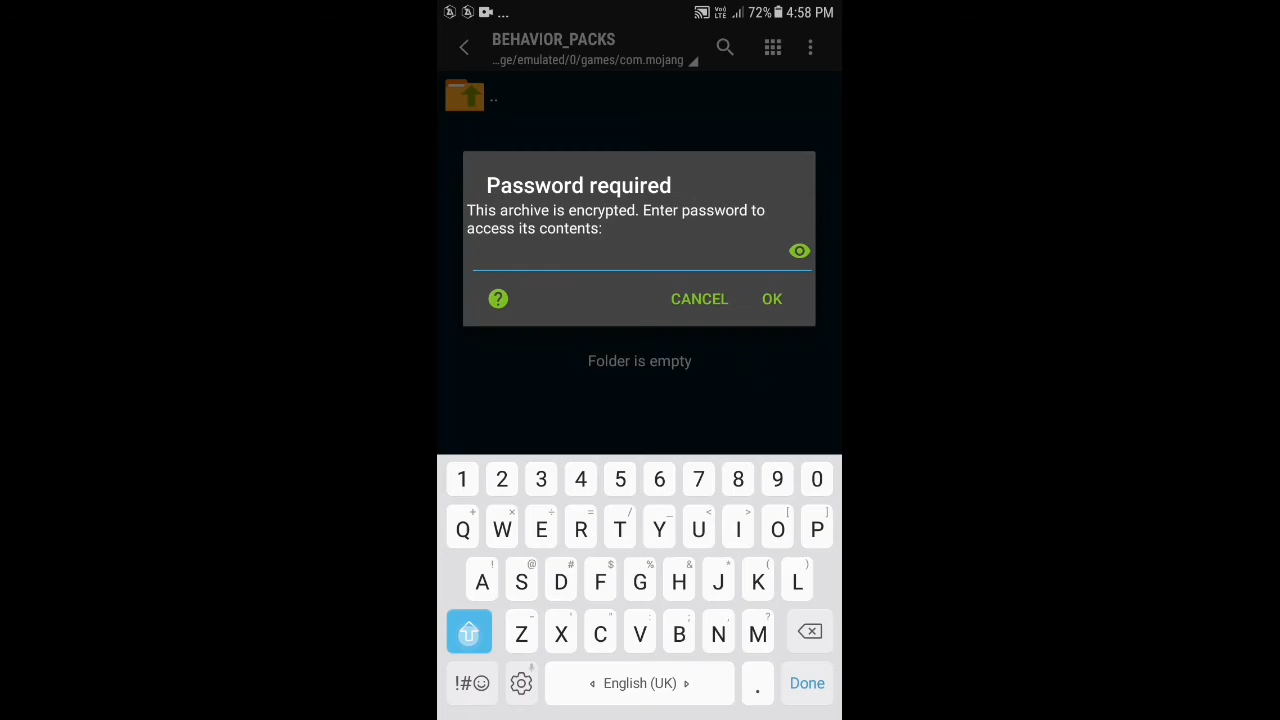 ... VoLTE 72% 4:58 PM
BEHAVIOR_PACKS
...ge/emulated/0/games/com.mojang
..
Password required
This archive is encrypted. Enter password to
access its contents:
? CANCEL OK
Folder is empty
1 2 3 4 5 6 7 8 9 0
+ × ÷ = / _ < > [ ]
Q W E R T Y U I O P
! @ # $ % & * ( )
A S D F G H J K L
- ' " : ; , ?
Z X C V B N M
!#☺ English (UK) . Done